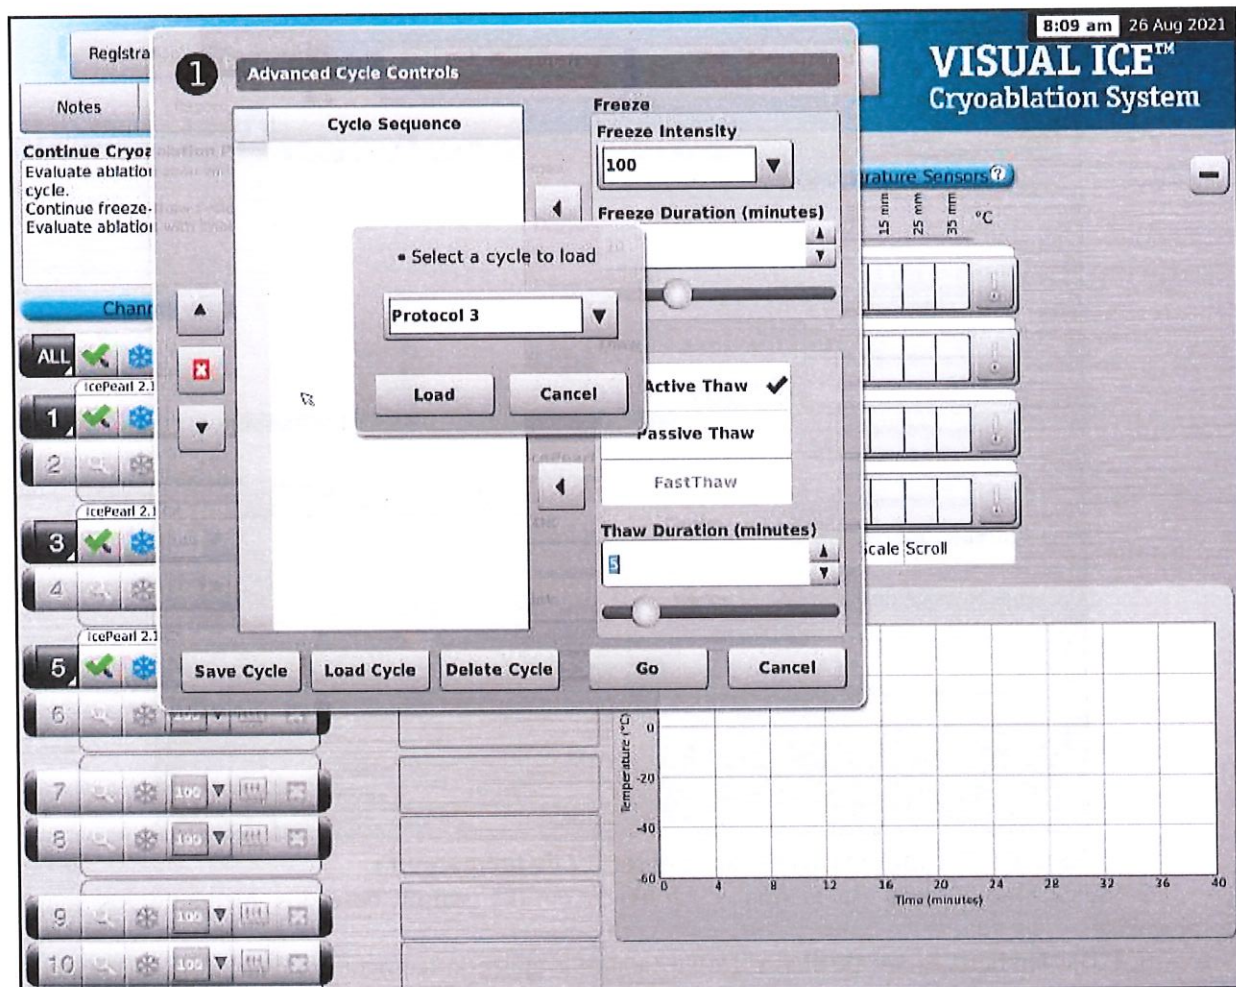 8:09 am 26 Aug 2021
VISUAL ICE™
Cryoablation System
Registra
Notes
1 Advanced Cycle Controls
Cycle Sequence
Freeze
Freeze Intensity
100
Freeze Duration (minutes)
Continue Cryoa
Evaluate ablation
cycle.
Continue freeze-
Evaluate ablation
rature Sensors ?
15 mm
25 mm
35 mm
°C
• Select a cycle to load
Protocol 3
Load Cancel
Active Thaw
Passive Thaw
FastThaw
Thaw Duration (minutes)
5
Scale Scroll
Chann
ALL
IcePearl 2.1
1
2
IcePearl 2.1
3
4
IcePearl 2.1
5
6
7 100
8 100
9 100
10 100
Save Cycle Load Cycle Delete Cycle Go Cancel
Temperature (°C)
0
-20
-40
-60
0 4 8 12 16 20 24 28 32 36 40
Time (minutes)